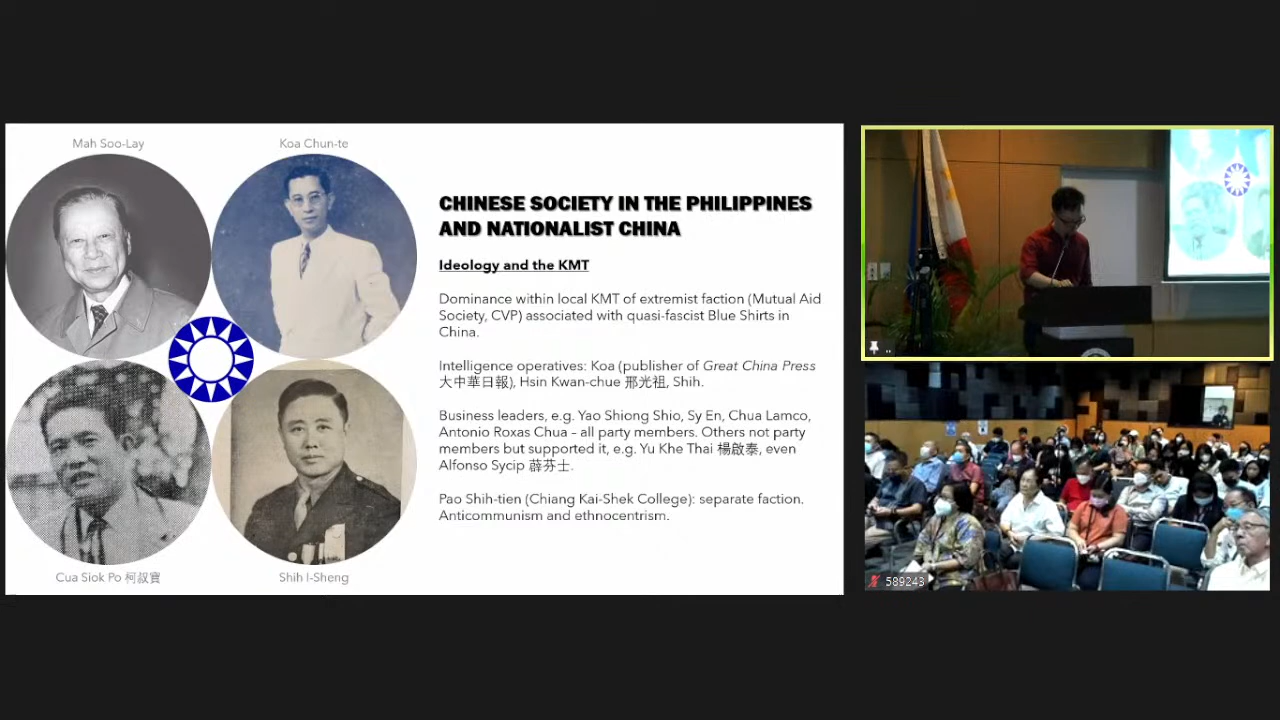 Mah Soo-Lay
Koa Chun-te
CHINESE SOCIETY IN THE PHILIPPINES
AND NATIONALIST CHINA
Ideology and the KMT
Dominance within local KMT of extremist faction (Mutual Aid
Society, CVP) associated with quasi-fascist Blue Shirts in
China.
Intelligence operatives: Koa (publisher of Great China Press
大中華日報), Hsin Kwan-chue 邢光祖, Shih.
Business leaders, e.g. Yao Shiong Shio, Sy En, Chua Lamco,
Antonio Roxas Chua – all party members. Others not party
members but supported it, e.g. Yu Khe Thai 楊啟泰, even
Alfonso Sycip 薛芬士.
Pao Shih-tien (Chiang Kai-Shek College): separate faction.
Anticommunism and ethnocentrism.
Cua Siok Po 柯叔寶
Shih I-Sheng
..
589243